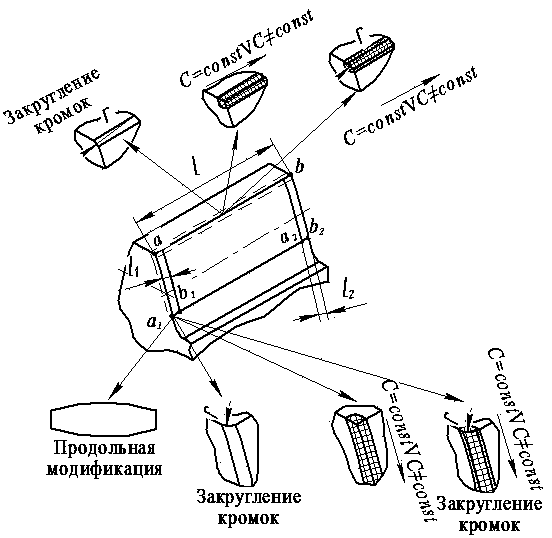 Закругление
кромок
r
C=constVC≠const
r
C=constVC≠const
l
a
b
l₁
b₁
a₂
b₂
a₁
l₂
Продольная
модификация
r
Закругление
кромок
C=constVC≠const
r
C=constVC≠const
Закругление
кромок